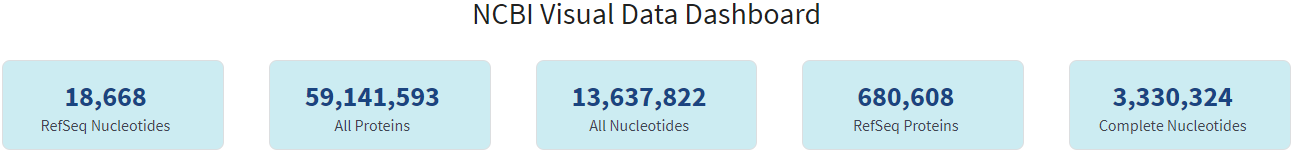 NCBI Visual Data Dashboard
18,668
RefSeq Nucleotides
59,141,593
All Proteins
13,637,822
All Nucleotides
680,608
RefSeq Proteins
3,330,324
Complete Nucleotides